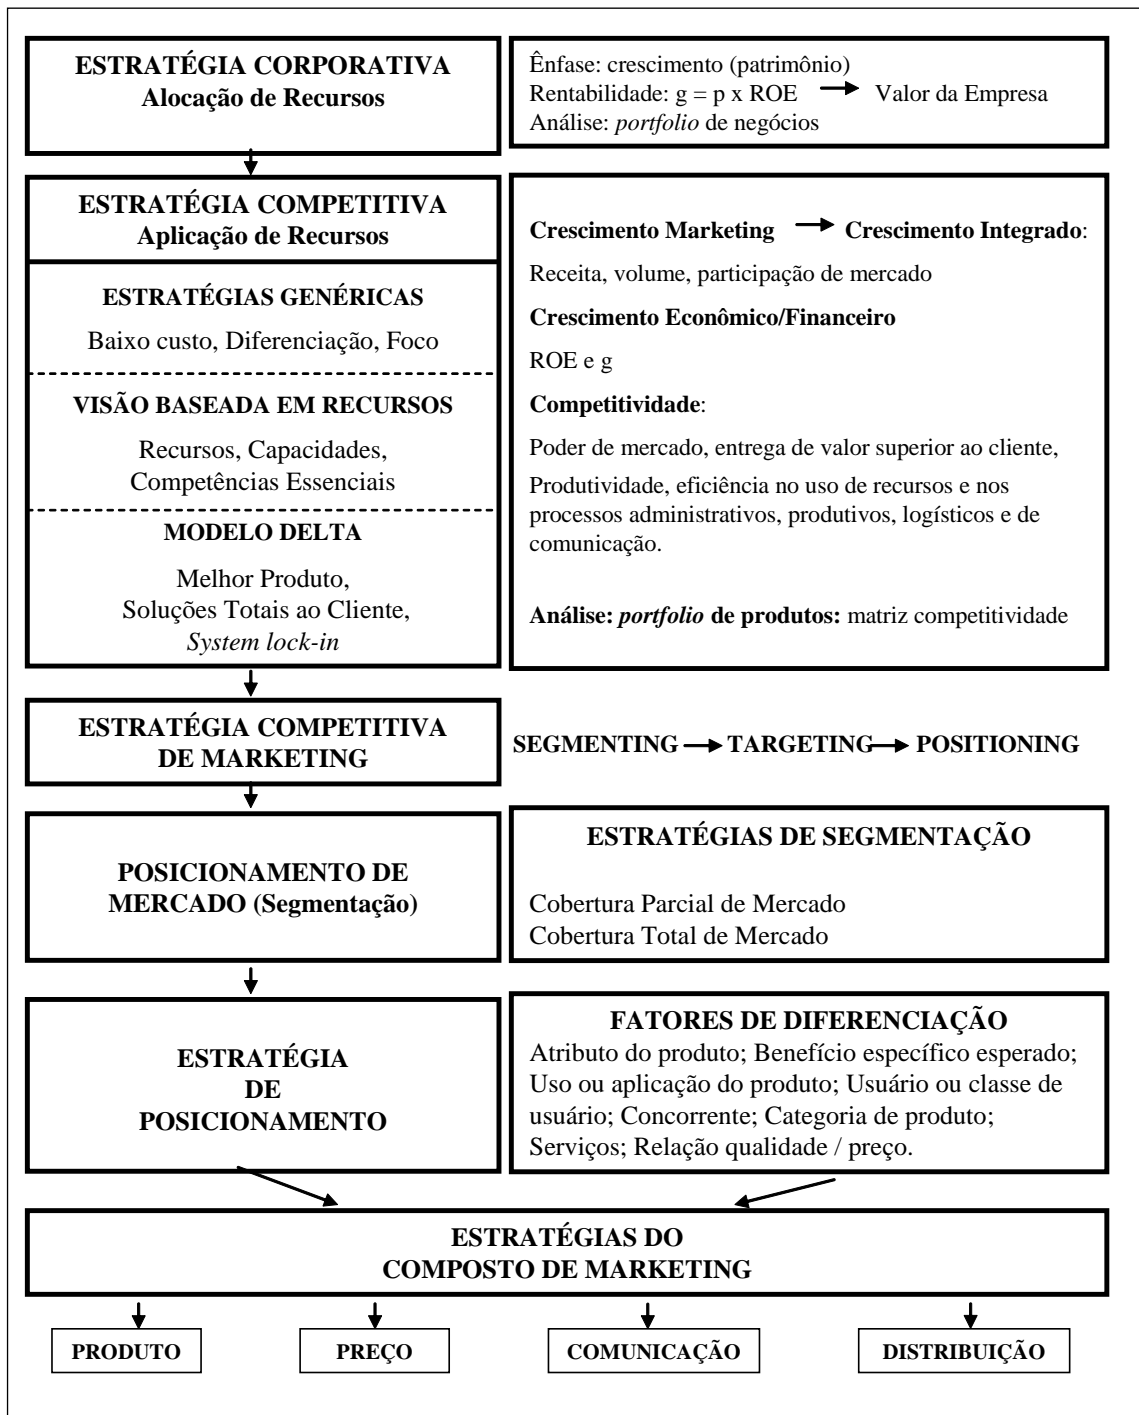 ESTRATÉGIA CORPORATIVA
Alocação de Recursos
Ênfase: crescimento (patrimônio)
Rentabilidade: g = p x ROE → Valor da Empresa
Análise: portfolio de negócios
ESTRATÉGIA COMPETITIVA
Aplicação de Recursos
ESTRATÉGIAS GENÉRICAS
Baixo custo, Diferenciação, Foco
VISÃO BASEADA EM RECURSOS
Recursos, Capacidades,
Competências Essenciais
MODELO DELTA
Melhor Produto,
Soluções Totais ao Cliente,
System lock-in
Crescimento Marketing → Crescimento Integrado:
Receita, volume, participação de mercado
Crescimento Econômico/Financeiro
ROE e g
Competitividade:
Poder de mercado, entrega de valor superior ao cliente,
Produtividade, eficiência no uso de recursos e nos
processos administrativos, produtivos, logísticos e de
comunicação.
Análise: portfolio de produtos: matriz competitividade
ESTRATÉGIA COMPETITIVA
DE MARKETING
SEGMENTING → TARGETING → POSITIONING
POSICIONAMENTO DE
MERCADO (Segmentação)
ESTRATÉGIAS DE SEGMENTAÇÃO
Cobertura Parcial de Mercado
Cobertura Total de Mercado
ESTRATÉGIA
DE
POSICIONAMENTO
FATORES DE DIFERENCIAÇÃO
Atributo do produto; Benefício específico esperado;
Uso ou aplicação do produto; Usuário ou classe de
usuário; Concorrente; Categoria de produto;
Serviços; Relação qualidade / preço.
ESTRATÉGIAS DO
COMPOSTO DE MARKETING
PRODUTO
PREÇO
COMUNICAÇÃO
DISTRIBUIÇÃO